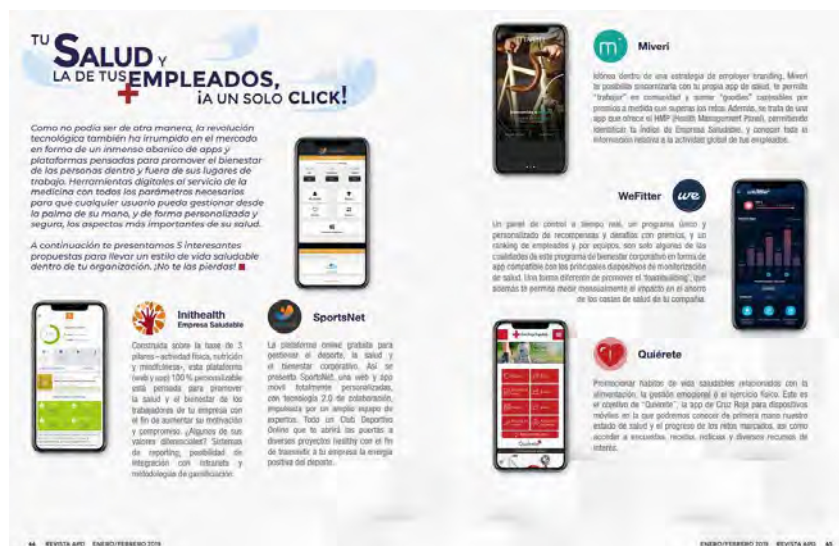 TU SALUD Y
LA DE TUS EMPLEADOS,
¡A UN SOLO CLICK!
Como no podía ser de otra manera, la revolución
tecnológica también ha irrumpido en el mercado
en forma de un inmenso abanico de apps y
plataformas pensadas para promover el bienestar
de las personas dentro y fuera de sus lugares de
trabajo. Herramientas digitales al servicio de la
medicina con todos los parámetros necesarios
para que cualquier usuario pueda gestionar desde
la palma de su mano, y de forma personalizada y
segura, los aspectos más importantes de su salud.
A continuación te presentamos 5 interesantes
propuestas para llevar un estilo de vida saludable
dentro de tu organización. ¡No te las pierdas!
Inithealth
Empresa Saludable
Construida sobre la base de 3
pilares –actividad física, nutrición
y mindfulness–, esta plataforma
(web y app) 100 % personalizable
está pensada para promover
la salud y el bienestar de los
trabajadores de tu empresa con
el fin de aumentar su motivación
y compromiso. ¿Algunos de sus
valores diferenciales? Sistemas
de reporting, posibilidad de
integración con intranets y
metodologías de gamificación.
SportsNet
La plataforma online gratuita para
gestionar el deporte, la salud y
el bienestar corporativo. Así se
presenta SportsNet, una web y app
móvil totalmente personalizadas,
con tecnología 2.0 de colaboración,
impulsada por un amplio equipo de
expertos. Todo un Club Deportivo
Online que te abrirá las puertas a
diversos proyectos healthy con el fin
de transmitir a tu empresa la energía
positiva del deporte.
66 REVISTA APD ENERO/FEBRERO 2019
Miveri
Idónea dentro de una estrategia de employer branding, Miveri
te posibilita sincronizarla con tu propia app de salud, te permite
"trabajar" en comunidad y sumar "goodies" canjeables por
premios a medida que superas los retos. Además, se trata de una
app que ofrece el HMP (Health Management Panel), permitiendo
identificar tu Índice de Empresa Saludable, y conocer toda la
información relativa a la actividad global de tus empleados.
WeFitter
we
Un panel de control a tiempo real, un programa único y
personalizado de recompensas y desafíos con premios, y un
ranking de empleados y por equipos, son solo algunas de las
cualidades de este programa de bienestar corporativo en forma de
app compatible con los principales dispositivos de monitorización
de salud. Una forma diferente de promover el "teambuilding", que
además te permite medir mensualmente el impacto en el ahorro
de los costes de salud de tu compañía.
Quiérete
Promocionar hábitos de vida saludables relacionados con la
alimentación, la gestión emocional o el ejercicio físico. Este es
el objetivo de "Quiérete", la app de Cruz Roja para dispositivos
móviles en la que podremos conocer de primera mano nuestro
estado de salud y el progreso de los retos marcados, así como
acceder a encuestas, recetas, noticias y diversos recursos de
interés.
Quiérete
ENERO/FEBRERO 2019 REVISTA APD